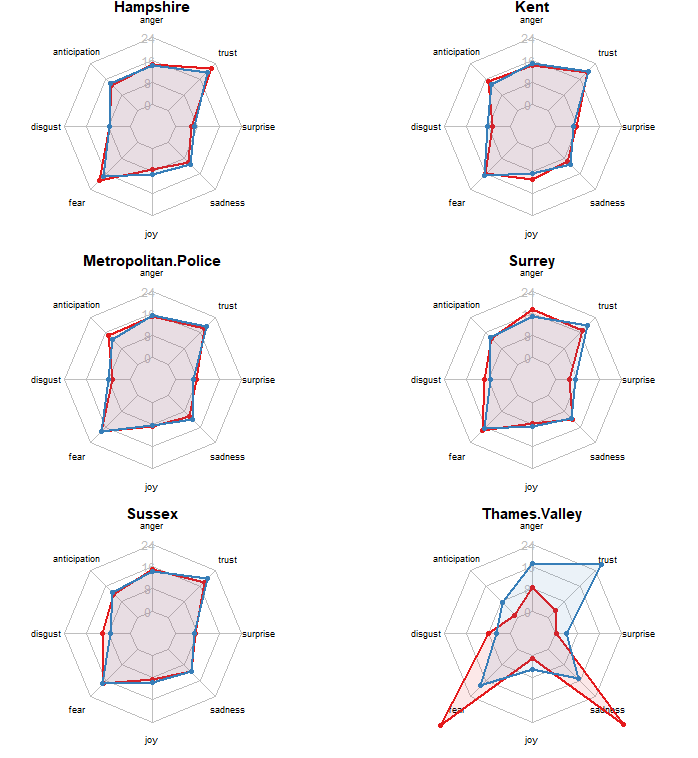 Hampshire
anger
anticipation
24
trust
16
8
0
disgust
surprise
fear
sadness
joy
Kent
anger
anticipation
24
trust
16
8
0
disgust
surprise
fear
sadness
joy
Metropolitan.Police
anger
anticipation
24
trust
16
8
0
disgust
surprise
fear
sadness
joy
Surrey
anger
anticipation
24
trust
16
8
0
disgust
surprise
fear
sadness
joy
Sussex
anger
anticipation
24
trust
16
8
0
disgust
surprise
fear
sadness
joy
Thames.Valley
anger
anticipation
24
trust
16
8
0
disgust
surprise
fear
sadness
joy